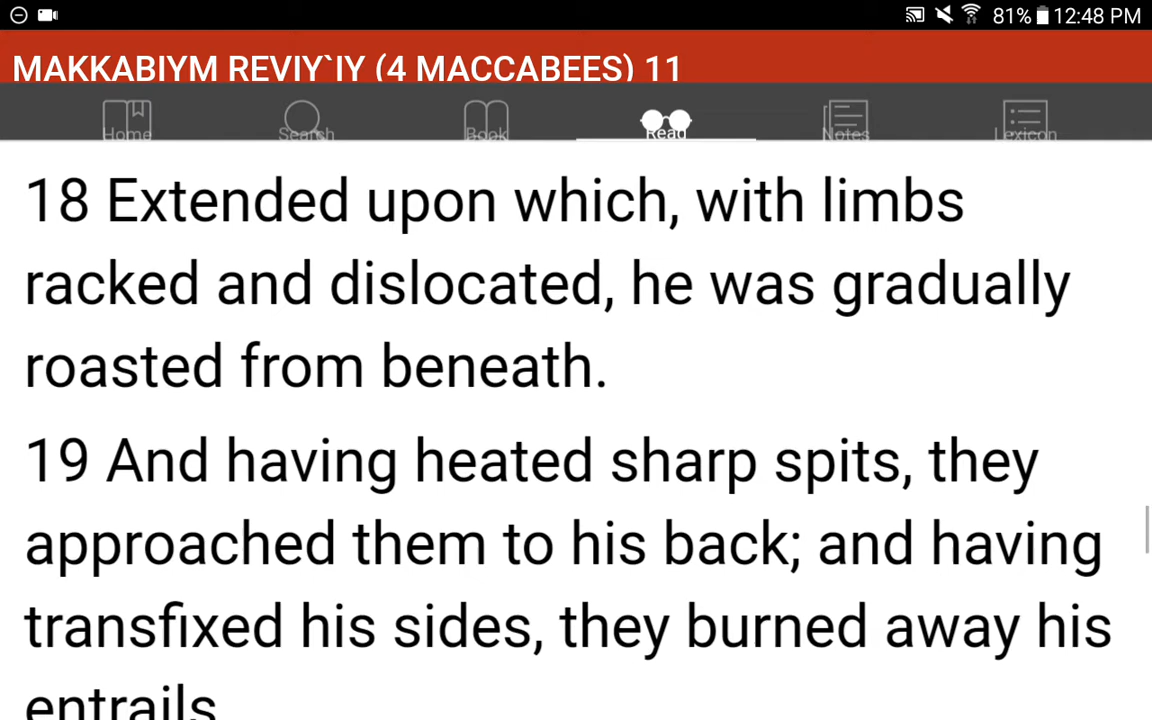 81% 12:48 PM
MAKKABIYM REVIY`IY (4 MACCABEES) 11
Home Search Book Read Notes Lexicon
18 Extended upon which, with limbs
racked and dislocated, he was gradually
roasted from beneath.
19 And having heated sharp spits, they
approached them to his back; and having
transfixed his sides, they burned away his
entrails